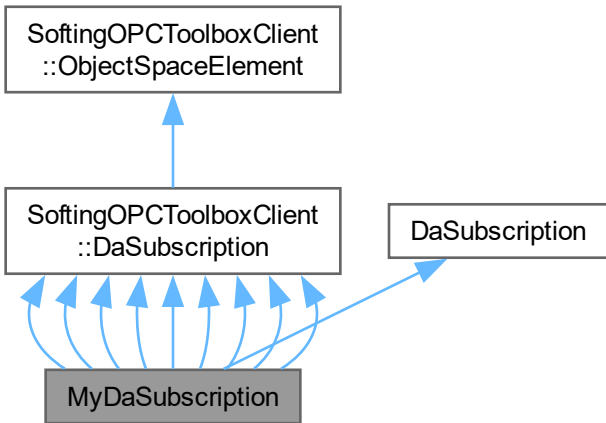 SoftingOPCToolboxClient
::ObjectSpaceElement
SoftingOPCToolboxClient
::DaSubscription
DaSubscription
MyDaSubscription